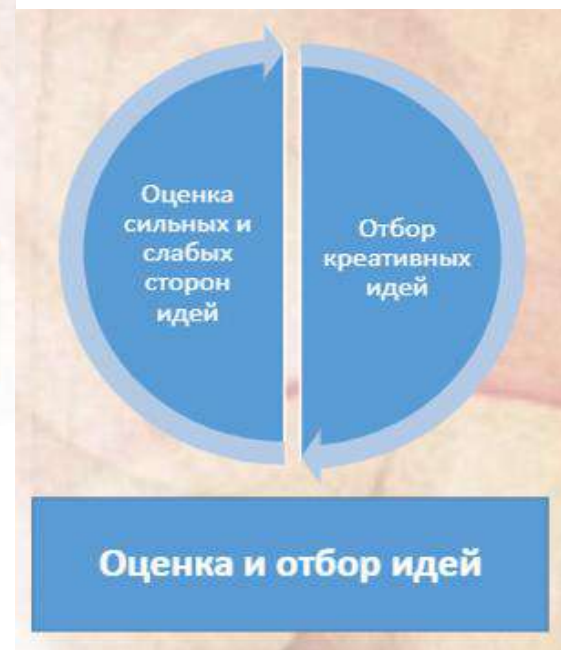 Оценка
сильных и
слабых
сторон
идей
Отбор
креативных
идей
Оценка и отбор идей